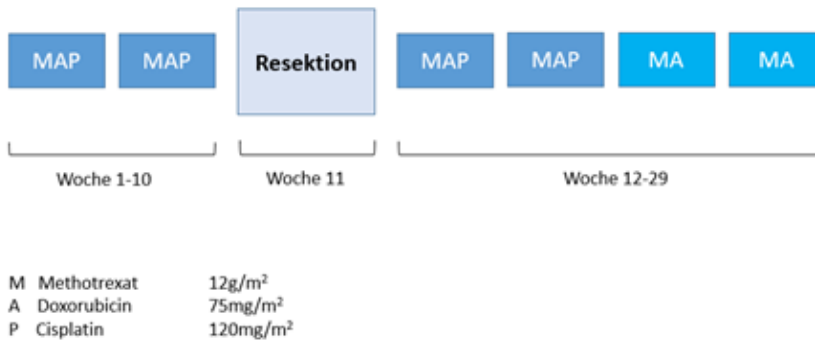 MAP MAP Resektion MAP MAP MA MA
Woche 1-10 Woche 11 Woche 12-29
M Methotrexat 12g/m²
A Doxorubicin 75mg/m²
P Cisplatin 120mg/m²